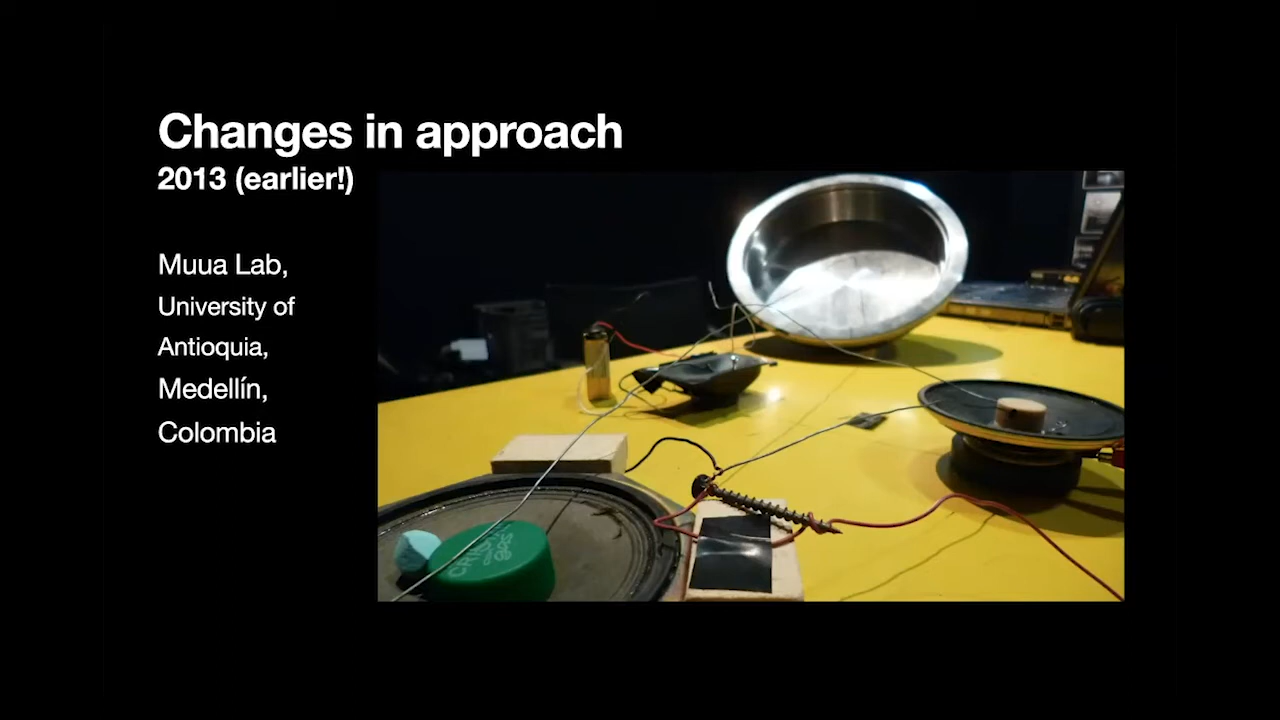 Changes in approach
2013 (earlier!)
Muua Lab,
University of
Antioquia,
Medellín,
Colombia